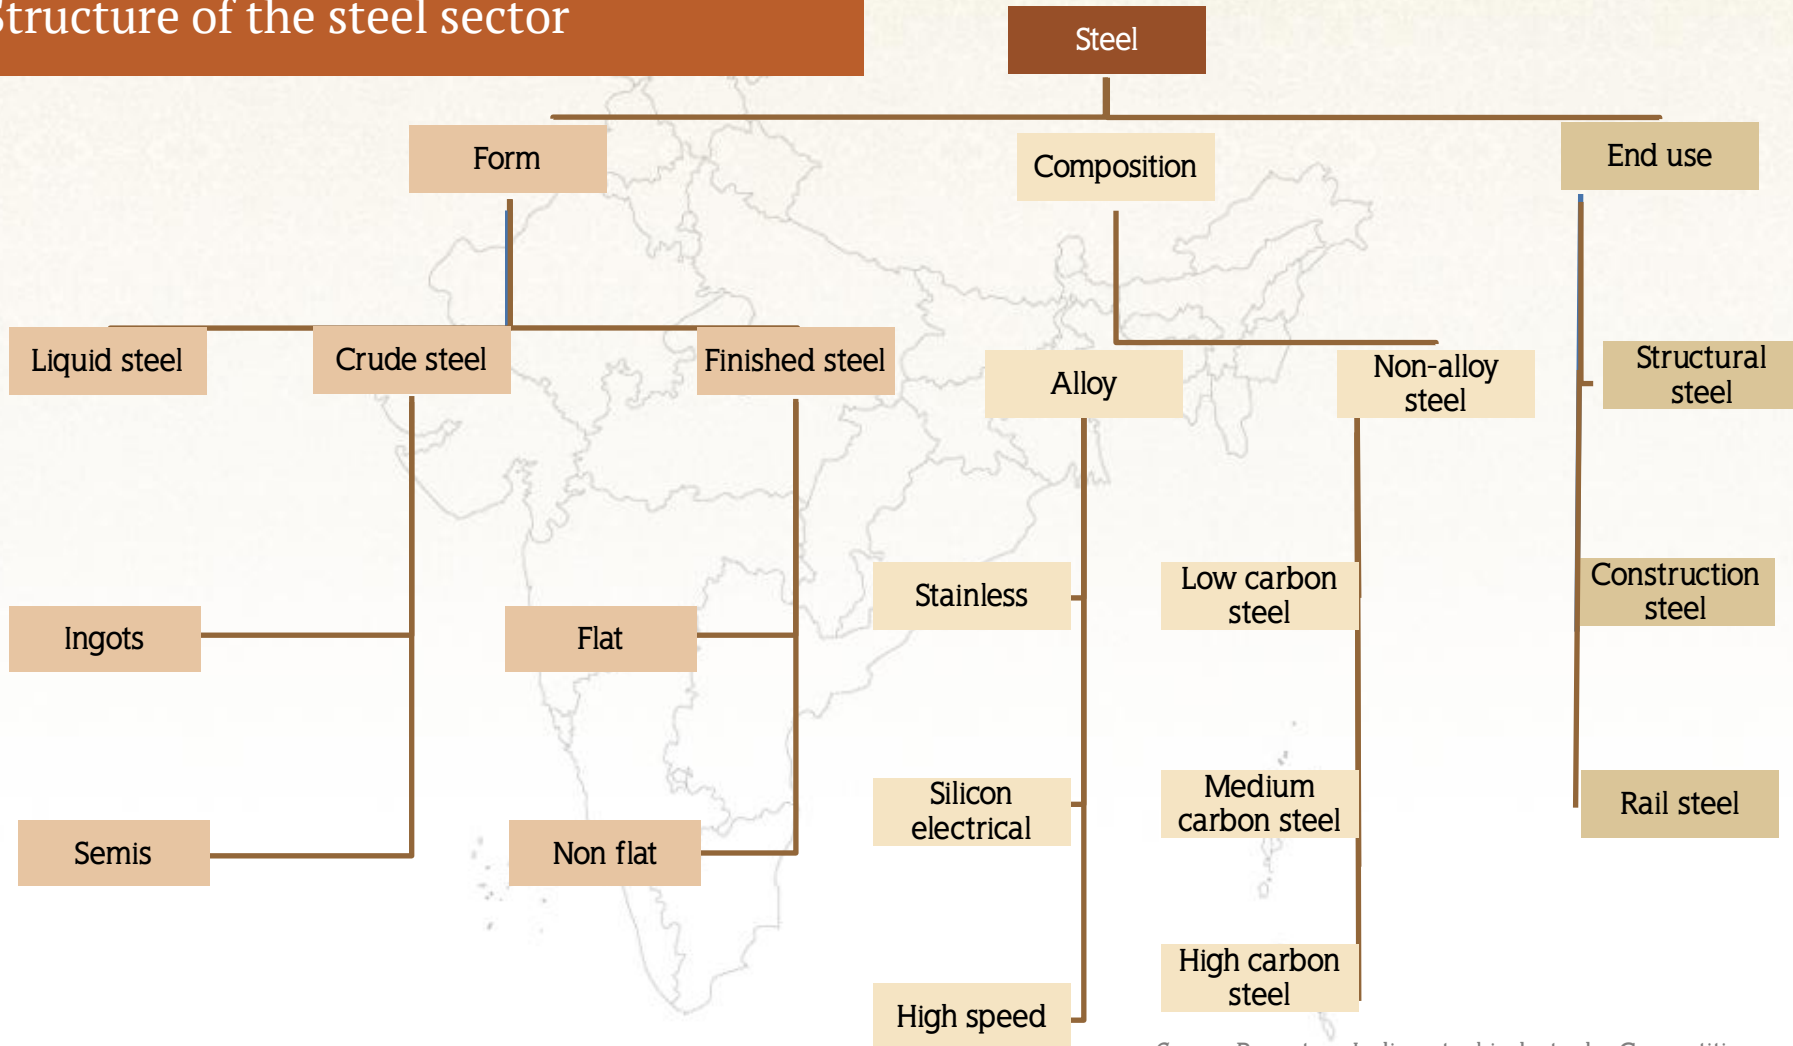 Structure of the steel sector
Steel
Form
Composition
End use
Liquid steel
Crude steel
Finished steel
Alloy
Non-alloy
steel
Structural
steel
Ingots
Flat
Stainless
Low carbon
steel
Construction
steel
Semis
Non flat
Silicon
electrical
Medium
carbon steel
Rail steel
High speed
High carbon
steel